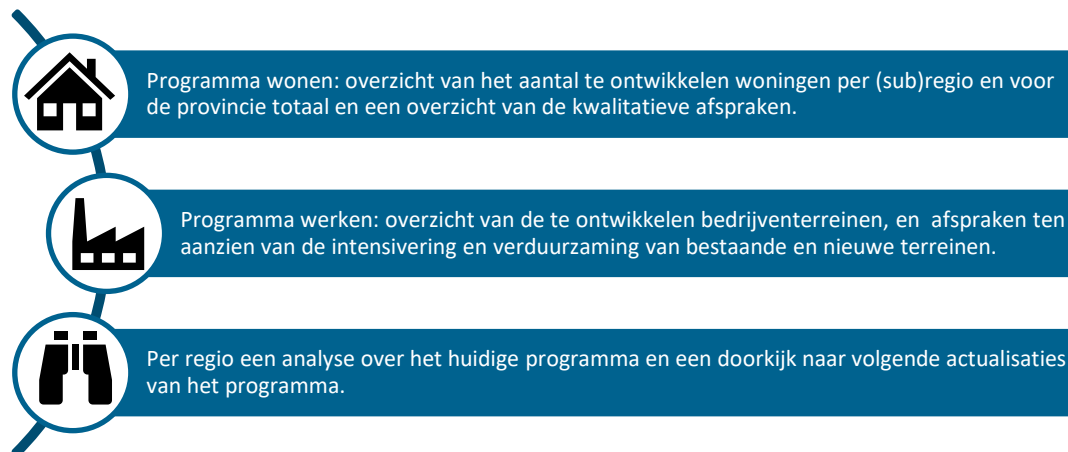 Programma wonen: overzicht van het aantal te ontwikkelen woningen per (sub)regio en voor
de provincie totaal en een overzicht van de kwalitatieve afspraken.
Programma werken: overzicht van de te ontwikkelen bedrijventerreinen, en  afspraken ten
aanzien van de intensivering en verduurzaming van bestaande en nieuwe terreinen.
Per regio een analyse over het huidige programma en een doorkijk naar volgende actualisaties
van het programma.